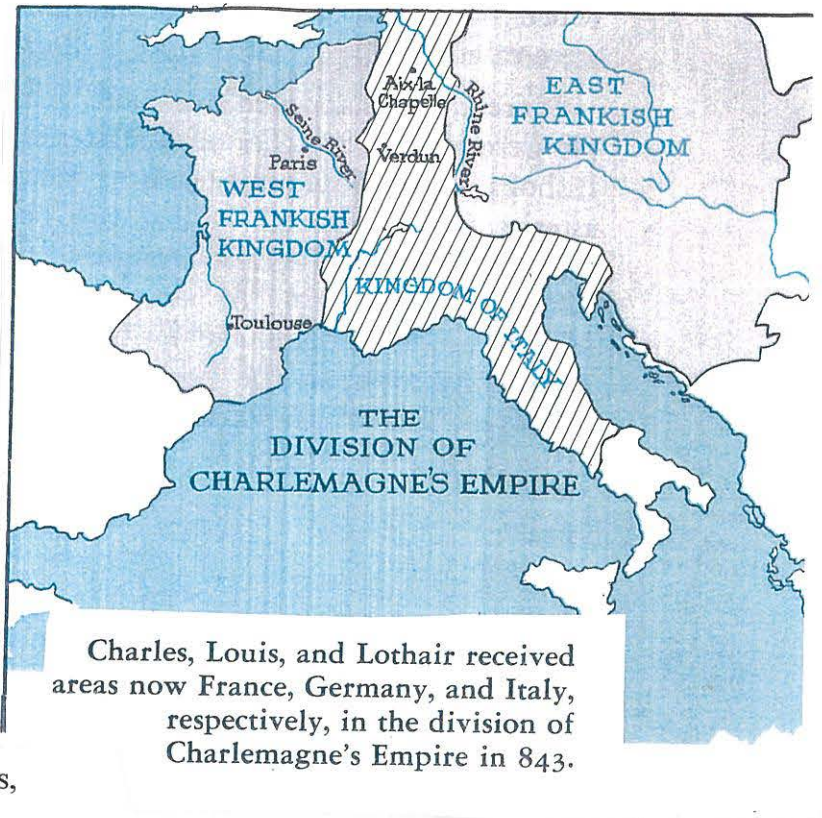 Aix-la
Chapelle
Rhine River
EAST
FRANKISH
KINGDOM
Seine River
Paris
Verdun
WEST
FRANKISH
KINGDOM
KINGDOM OF ITALY
Toulouse
THE
DIVISION OF
CHARLEMAGNE'S EMPIRE
Charles, Louis, and Lothair received
areas now France, Germany, and Italy,
respectively, in the division of
Charlemagne's Empire in 843.
s,